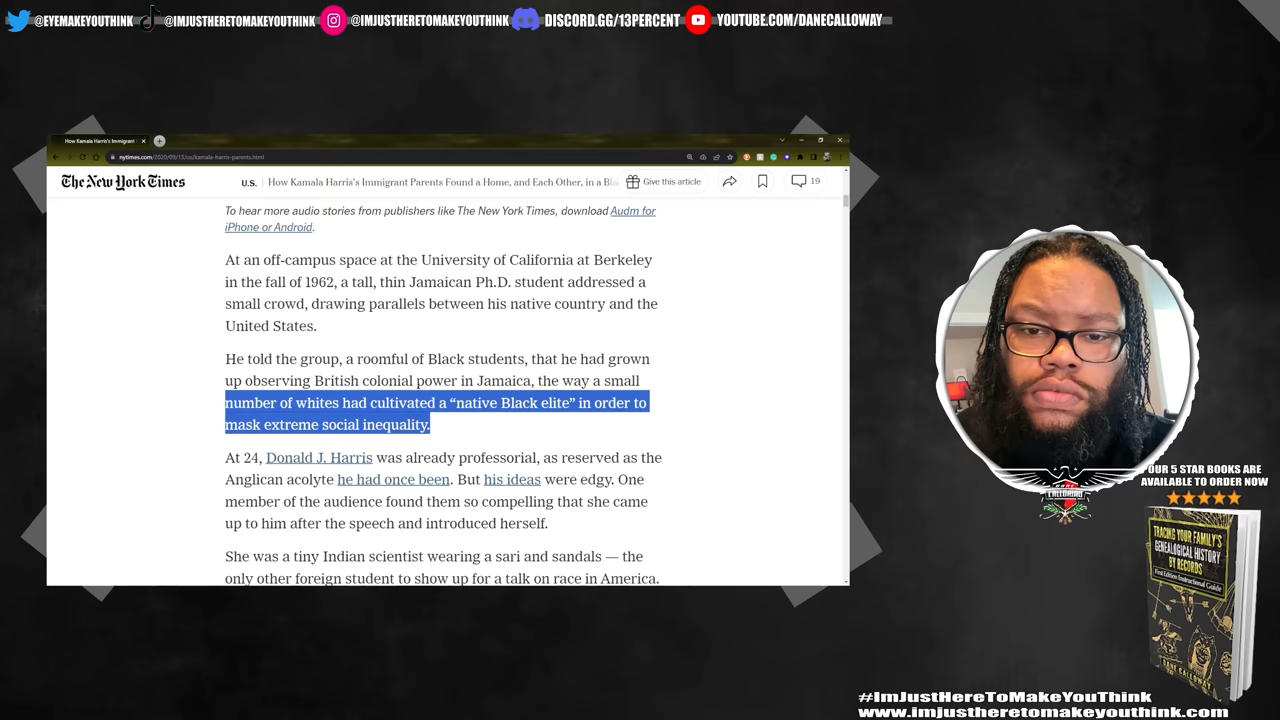 @EYEMAKEYOUTHINK @IMJUSTHERETOMAKEYOUTHINK @IMJUSTHERETOMAKEYOUTHINK DISCORD.GG/13PERCENT YOUTUBE.COM/DANECALLOWAY
How Kamala Harris's Immigrant
nytimes.com/2020/09/13/us/kamala-harris-parents.html
The New York Times
U.S. | How Kamala Harris's Immigrant Parents Found a Home, and Each Other, in a Bla
Give this article
19
To hear more audio stories from publishers like The New York Times, download Audm for
iPhone or Android.
At an off-campus space at the University of California at Berkeley
in the fall of 1962, a tall, thin Jamaican Ph.D. student addressed a
small crowd, drawing parallels between his native country and the
United States.
He told the group, a roomful of Black students, that he had grown
up observing British colonial power in Jamaica, the way a small
number of whites had cultivated a “native Black elite” in order to
mask extreme social inequality.
At 24, Donald J. Harris was already professorial, as reserved as the
Anglican acolyte he had once been. But his ideas were edgy. One
member of the audience found them so compelling that she came
up to him after the speech and introduced herself.
She was a tiny Indian scientist wearing a sari and sandals — the
only other foreign student to show up for a talk on race in America.
OUR 5 STAR BOOKS ARE
AVAILABLE TO ORDER NOW
TRACING YOUR FAMILY'S
GENEALOGICAL HISTORY
BY RECORDS
First Edition Instructional Guide
DANE CALLOWAY
#ImJustHereToMakeYouThink
www.imjustheretomakeyouthink.com